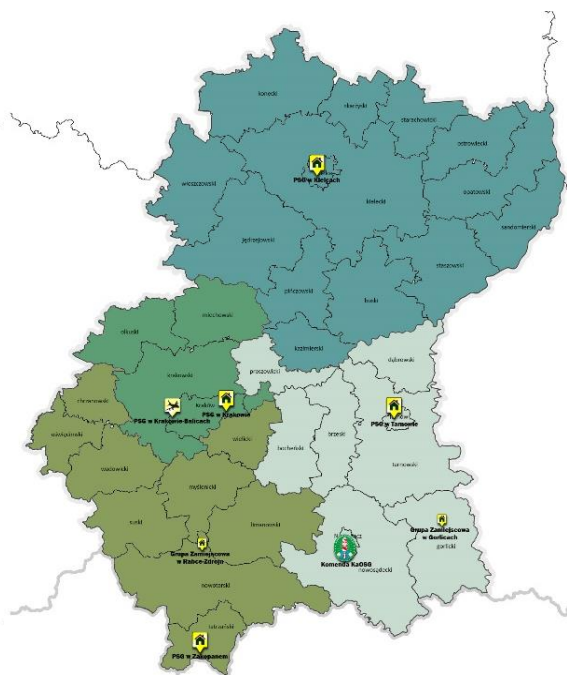 konecki
skarżyski
starachowicki
ostrowiecki
włoszczowski
PSG w Kielcach
kielecki
opatowski
sandomierski
jędrzejowski
staszowski
pińczowski
buski
kazimierski
miechowski
olkuski
dąbrowski
proszowicki
krakowski
chrzanowski
Kraków
PSG w Krakowie
PSG w Krakowie-Balicach
PSG w Tarnowie
oświęcimski
wielicki
bocheński
brzeski
wadowicki
tarnowski
myślenicki
suski
limanowski
Grupa Zamiejscowa
w Gorlicach
gorlicki
Grupa Zamiejscowa
w Rabce-Zdroju
Komenda KaOSG
nowosądecki
nowotarski
tatrzański
PSG w Zakopanem